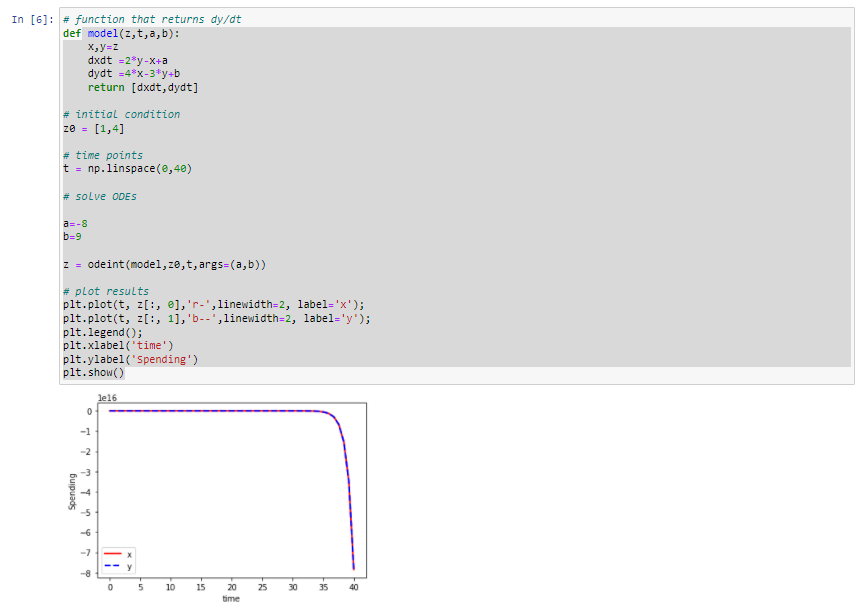 In [6]: # function that returns dy/dt
def model(z,t,a,b):
x,y=z
dxdt =2*y-x+a
dydt =4*x-3*y+b
return [dxdt,dydt]
# initial condition
z0 = [1,4]
# time points
t = np.linspace(0,40)
# solve ODEs
a=-8
b=9
z = odeint(model,z0,t,args=(a,b))
# plot results
plt.plot(t, z[:, 0],'r-',linewidth=2, label='x');
plt.plot(t, z[:, 1],'b--',linewidth=2, label='y');
plt.legend();
plt.xlabel('time')
plt.ylabel('Spending')
plt.show()
1e16
0
-1
-2
-3
-4
-5
-6
-7
-8
Spending
x
y
0 5 10 15 20 25 30 35 40
time